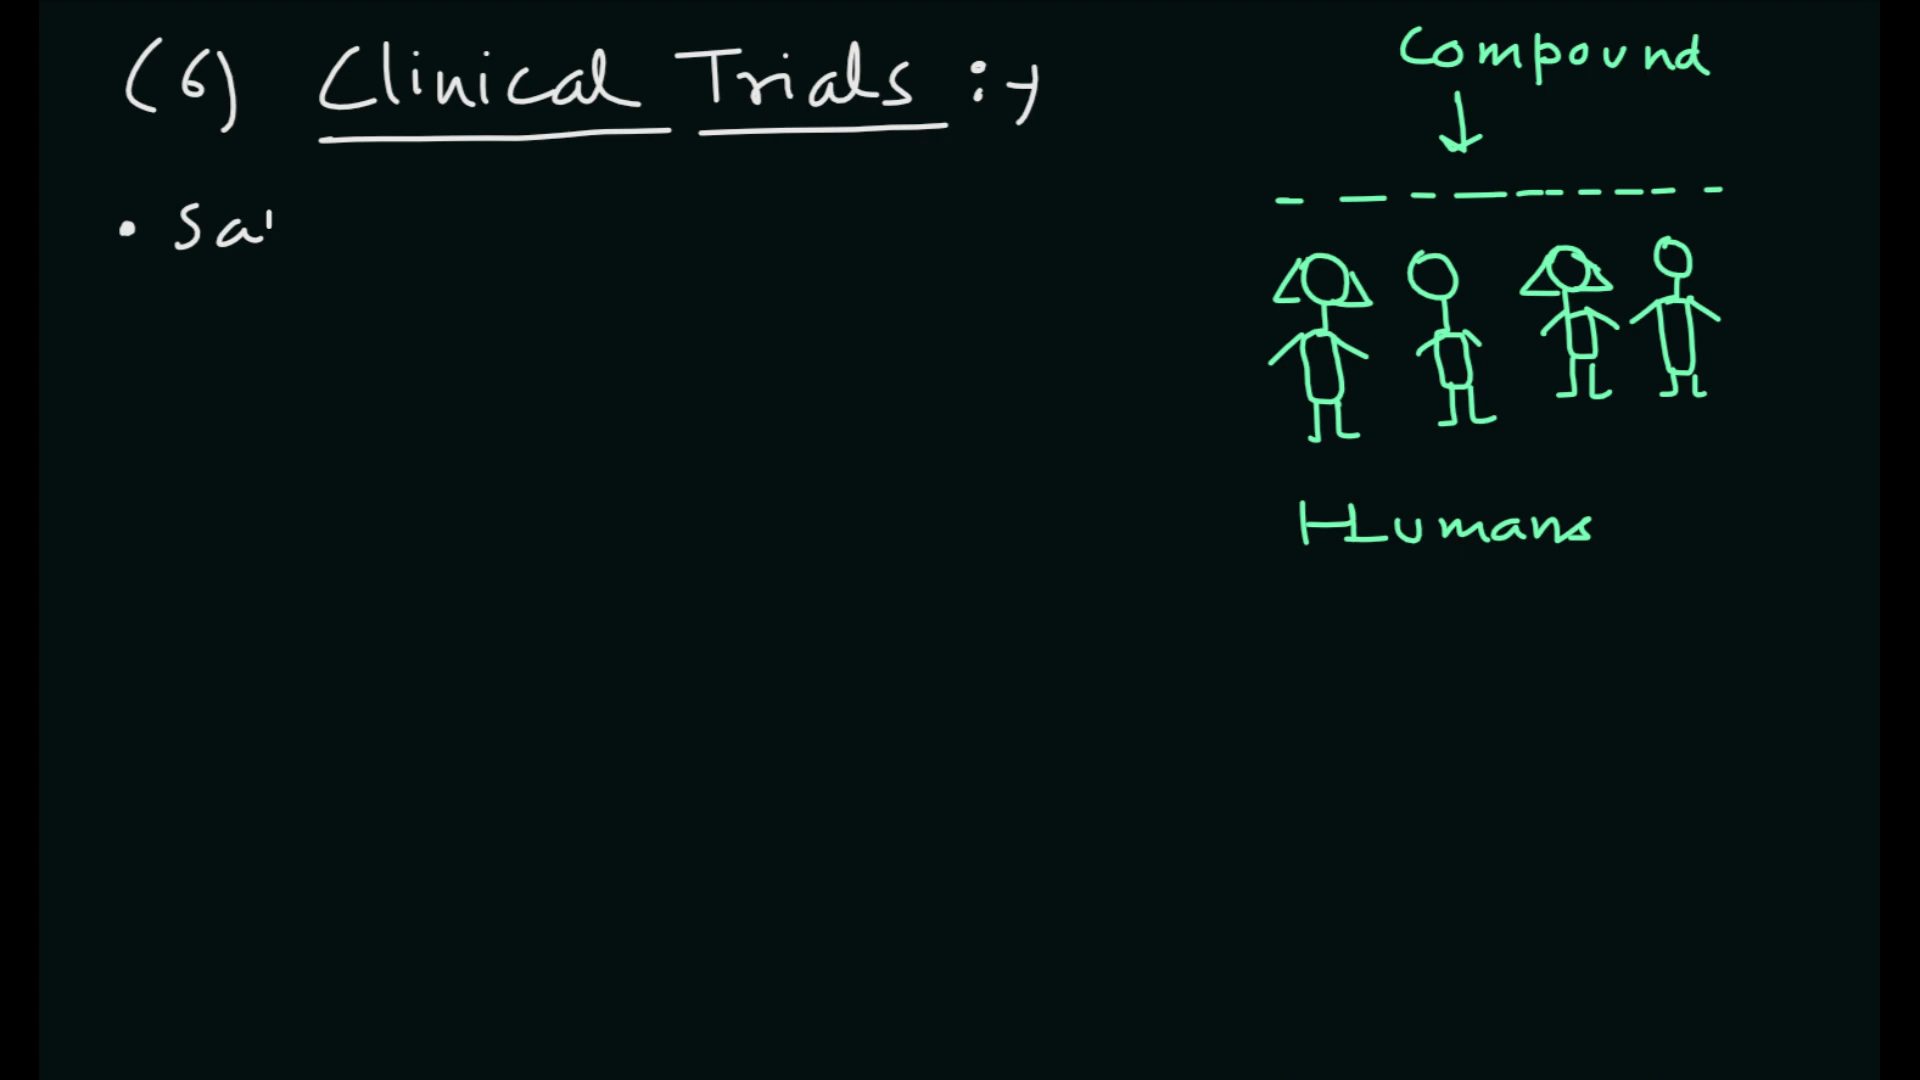 (6) Clinical Trials :→
• Sa
Compound
Humans